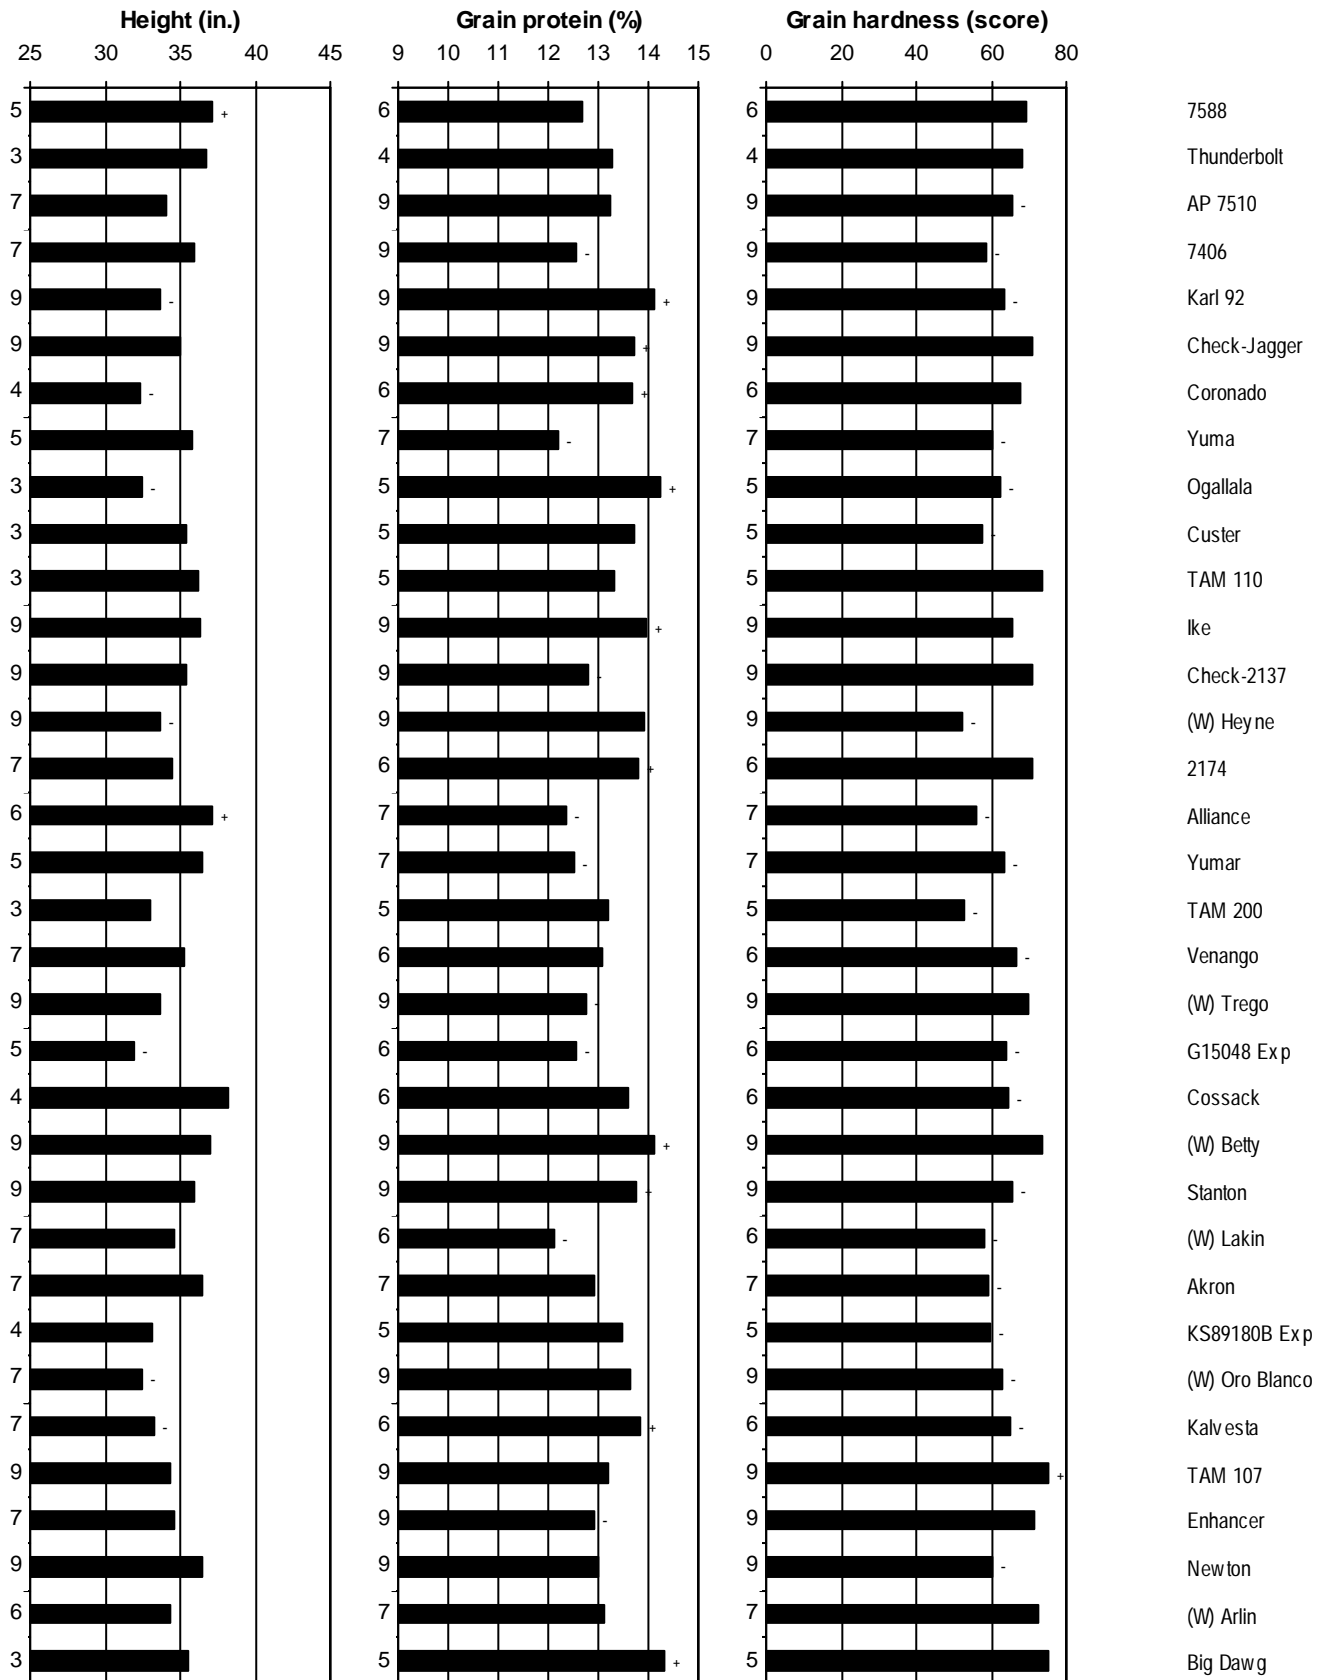 Height (in.) Grain protein (%) Grain hardness (score)
25 30 35 40 45 9 10 11 12 13 14 15 0 20 40 60 80
5 + 6 6 7588
3 4 4 Thunderbolt
7 9 9 - AP 7510
7 9 - 9 - 7406
9 - 9 + 9 - Karl 92
9 9 + 9 Check-Jagger
4 - 6 + 6 Coronado
5 7 - 7 - Yuma
3 - 5 + 5 - Ogallala
3 5 5 - Custer
3 5 5 TAM 110
9 9 + 9 Ike
9 9 - 9 Check-2137
9 - 9 9 - (W) Heyne
7 6 + 6 2174
6 + 7 - 7 - Alliance
5 7 - 7 - Yumar
3 5 5 - TAM 200
7 6 6 - Venango
9 9 - 9 (W) Trego
5 - 6 - 6 - G15048 Exp
4 6 6 - Cossack
9 9 + 9 (W) Betty
9 9 + 9 - Stanton
7 6 - 6 - (W) Lakin
7 7 7 - Akron
4 5 5 - KS89180B Exp
7 - 9 9 - (W) Oro Blanco
7 - 6 + 6 - Kalvesta
9 9 9 + TAM 107
7 9 - 9 Enhancer
9 9 9 - Newton
6 7 7 (W) Arlin
3 5 + 5 Big Dawg